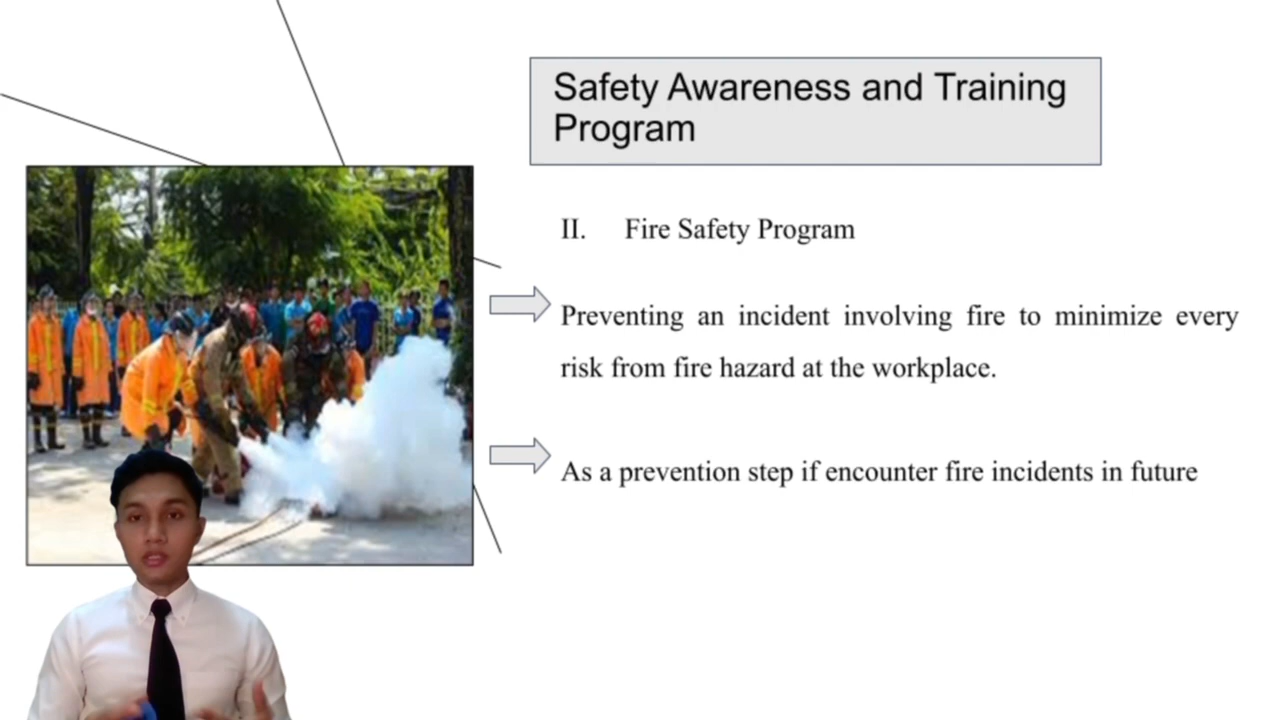 Safety Awareness and Training
Program
II. Fire Safety Program
Preventing an incident involving fire to minimize every
risk from fire hazard at the workplace.
As a prevention step if encounter fire incidents in future